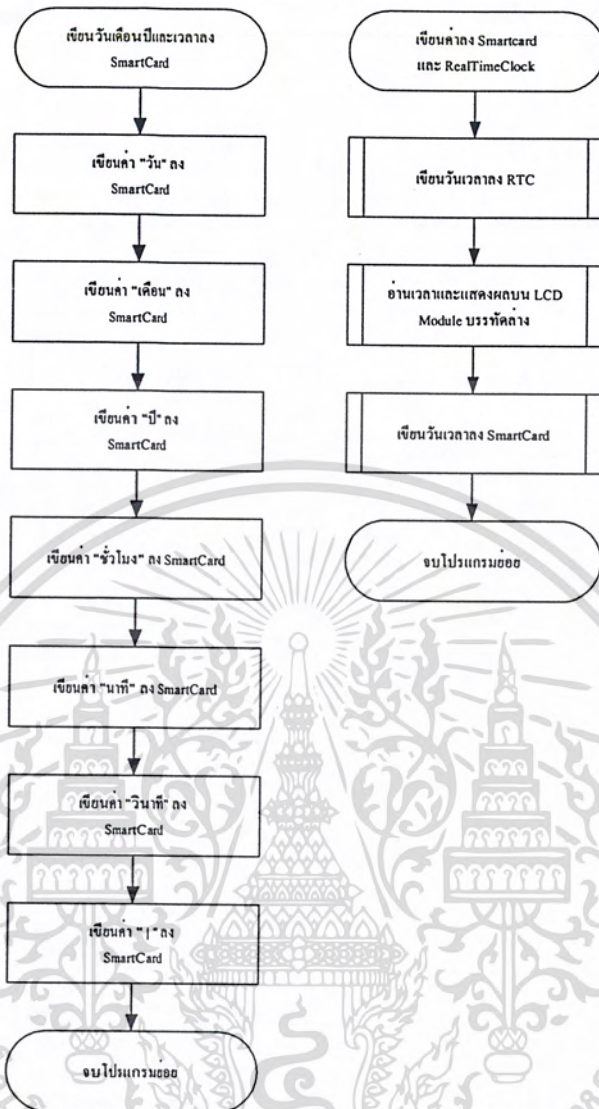 เขียนวันเดือนปีและเวลาลง
SmartCard
เขียนค่า "วัน" ลง
SmartCard
เขียนค่า "เดือน" ลง
SmartCard
เขียนค่า "ปี" ลง
SmartCard
เขียนค่า "ชั่วโมง" ลง SmartCard
เขียนค่า "นาที" ลง SmartCard
เขียนค่า "วินาที" ลง
SmartCard
เขียนค่า "|" ลง
SmartCard
จบโปรแกรมย่อย
เขียนค่าลง Smartcard
และ RealTimeClock
เขียนวันเวลาลง RTC
อ่านเวลาและแสดงผลบน LCD
Module บรรทัดล่าง
เขียนวันเวลาลง SmartCard
จบโปรแกรมย่อย